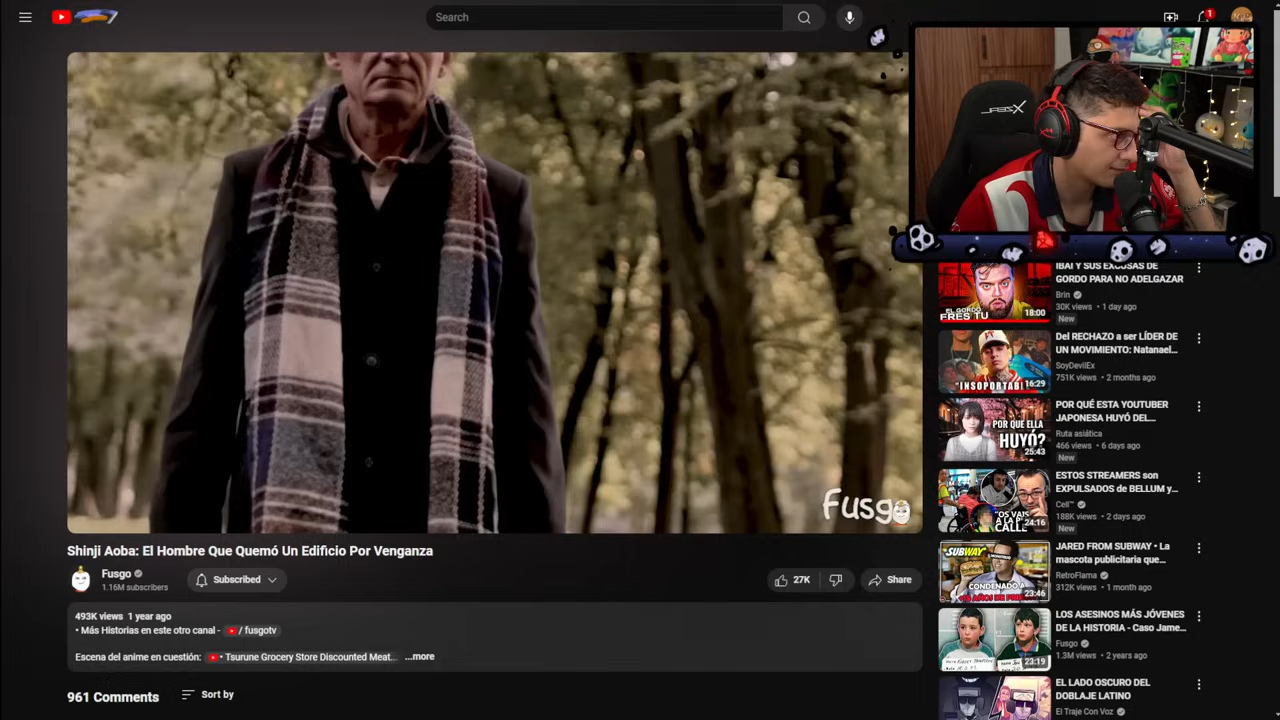 Search
1
Fusgo
Shinji Aoba: El Hombre Que Quemó Un Edificio Por Venganza
Fusgo
1.16M subscribers
Subscribed
27K
Share
493K views 1 year ago
• Más Historias en este otro canal - / fusgotv
Escena del anime en cuestión: • Tsurune Grocery Store Discounted Meat... ...more
961 Comments
Sort by
IBAI Y SUS EXCUSAS DE
GORDO PARA NO ADELGAZAR
Brin
30K views • 1 day ago
New
EL GORDO
ERES TU
18:00
Del RECHAZO a ser LÍDER DE
UN MOVIMIENTO: Natanael...
SoyDevilEx
751K views • 2 months ago
"INSOPORTABL
16:29
POR QUÉ ESTA YOUTUBER
JAPONESA HUYÓ DEL...
Ruta asiática
466 views • 6 days ago
New
POR QUÉ ELLA
HUYÓ?
25:43
ESTOS STREAMERS son
EXPULSADOS de BELLUM y...
Cell™
188K views • 2 days ago
New
"OS VAIS
A LA P
CALLE
24:16
JARED FROM SUBWAY • La
mascota publicitaria que...
RetroFlama
312K views • 1 month ago
SUBWAY
MONSTRUO
CONDENADO A
23:46
LOS ASESINOS MÁS JÓVENES
DE LA HISTORIA - Caso Jame...
Fusgo
1.3M views • 2 years ago
23:19
EL LADO OSCURO DEL
DOBLAJE LATINO
El Traje Con Voz